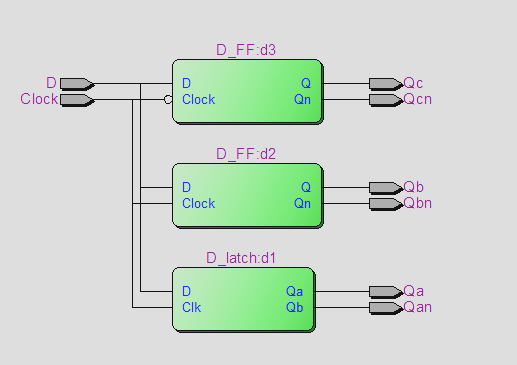 D_FF:d3
D D Q Qc
Clock Clock Qn Qcn
D_FF:d2
D Q Qb
Clock Qn Qbn
D_latch:d1
D Qa Qa
Clk Qb Qan